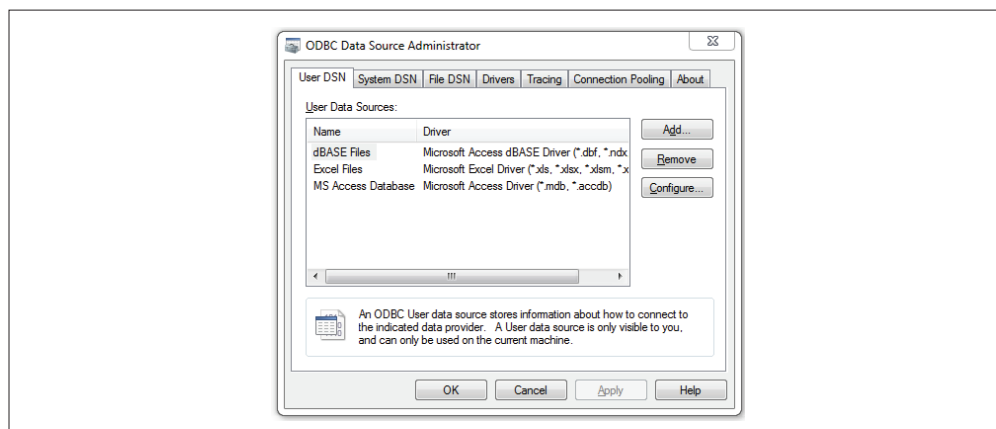 ODBC Data Source Administrator
User DSN System DSN File DSN Drivers Tracing Connection Pooling About
User Data Sources:
Name Driver
dBASE Files Microsoft Access dBASE Driver (*.dbf, *.ndx
Excel Files Microsoft Excel Driver (*.xls, *.xlsx, *.xlsm, *.x
MS Access Database Microsoft Access Driver (*.mdb, *.accdb)
Add...
Remove
Configure...
An ODBC User data source stores information about how to connect to
the indicated data provider. A User data source is only visible to you,
and can only be used on the current machine.
OK Cancel Apply Help